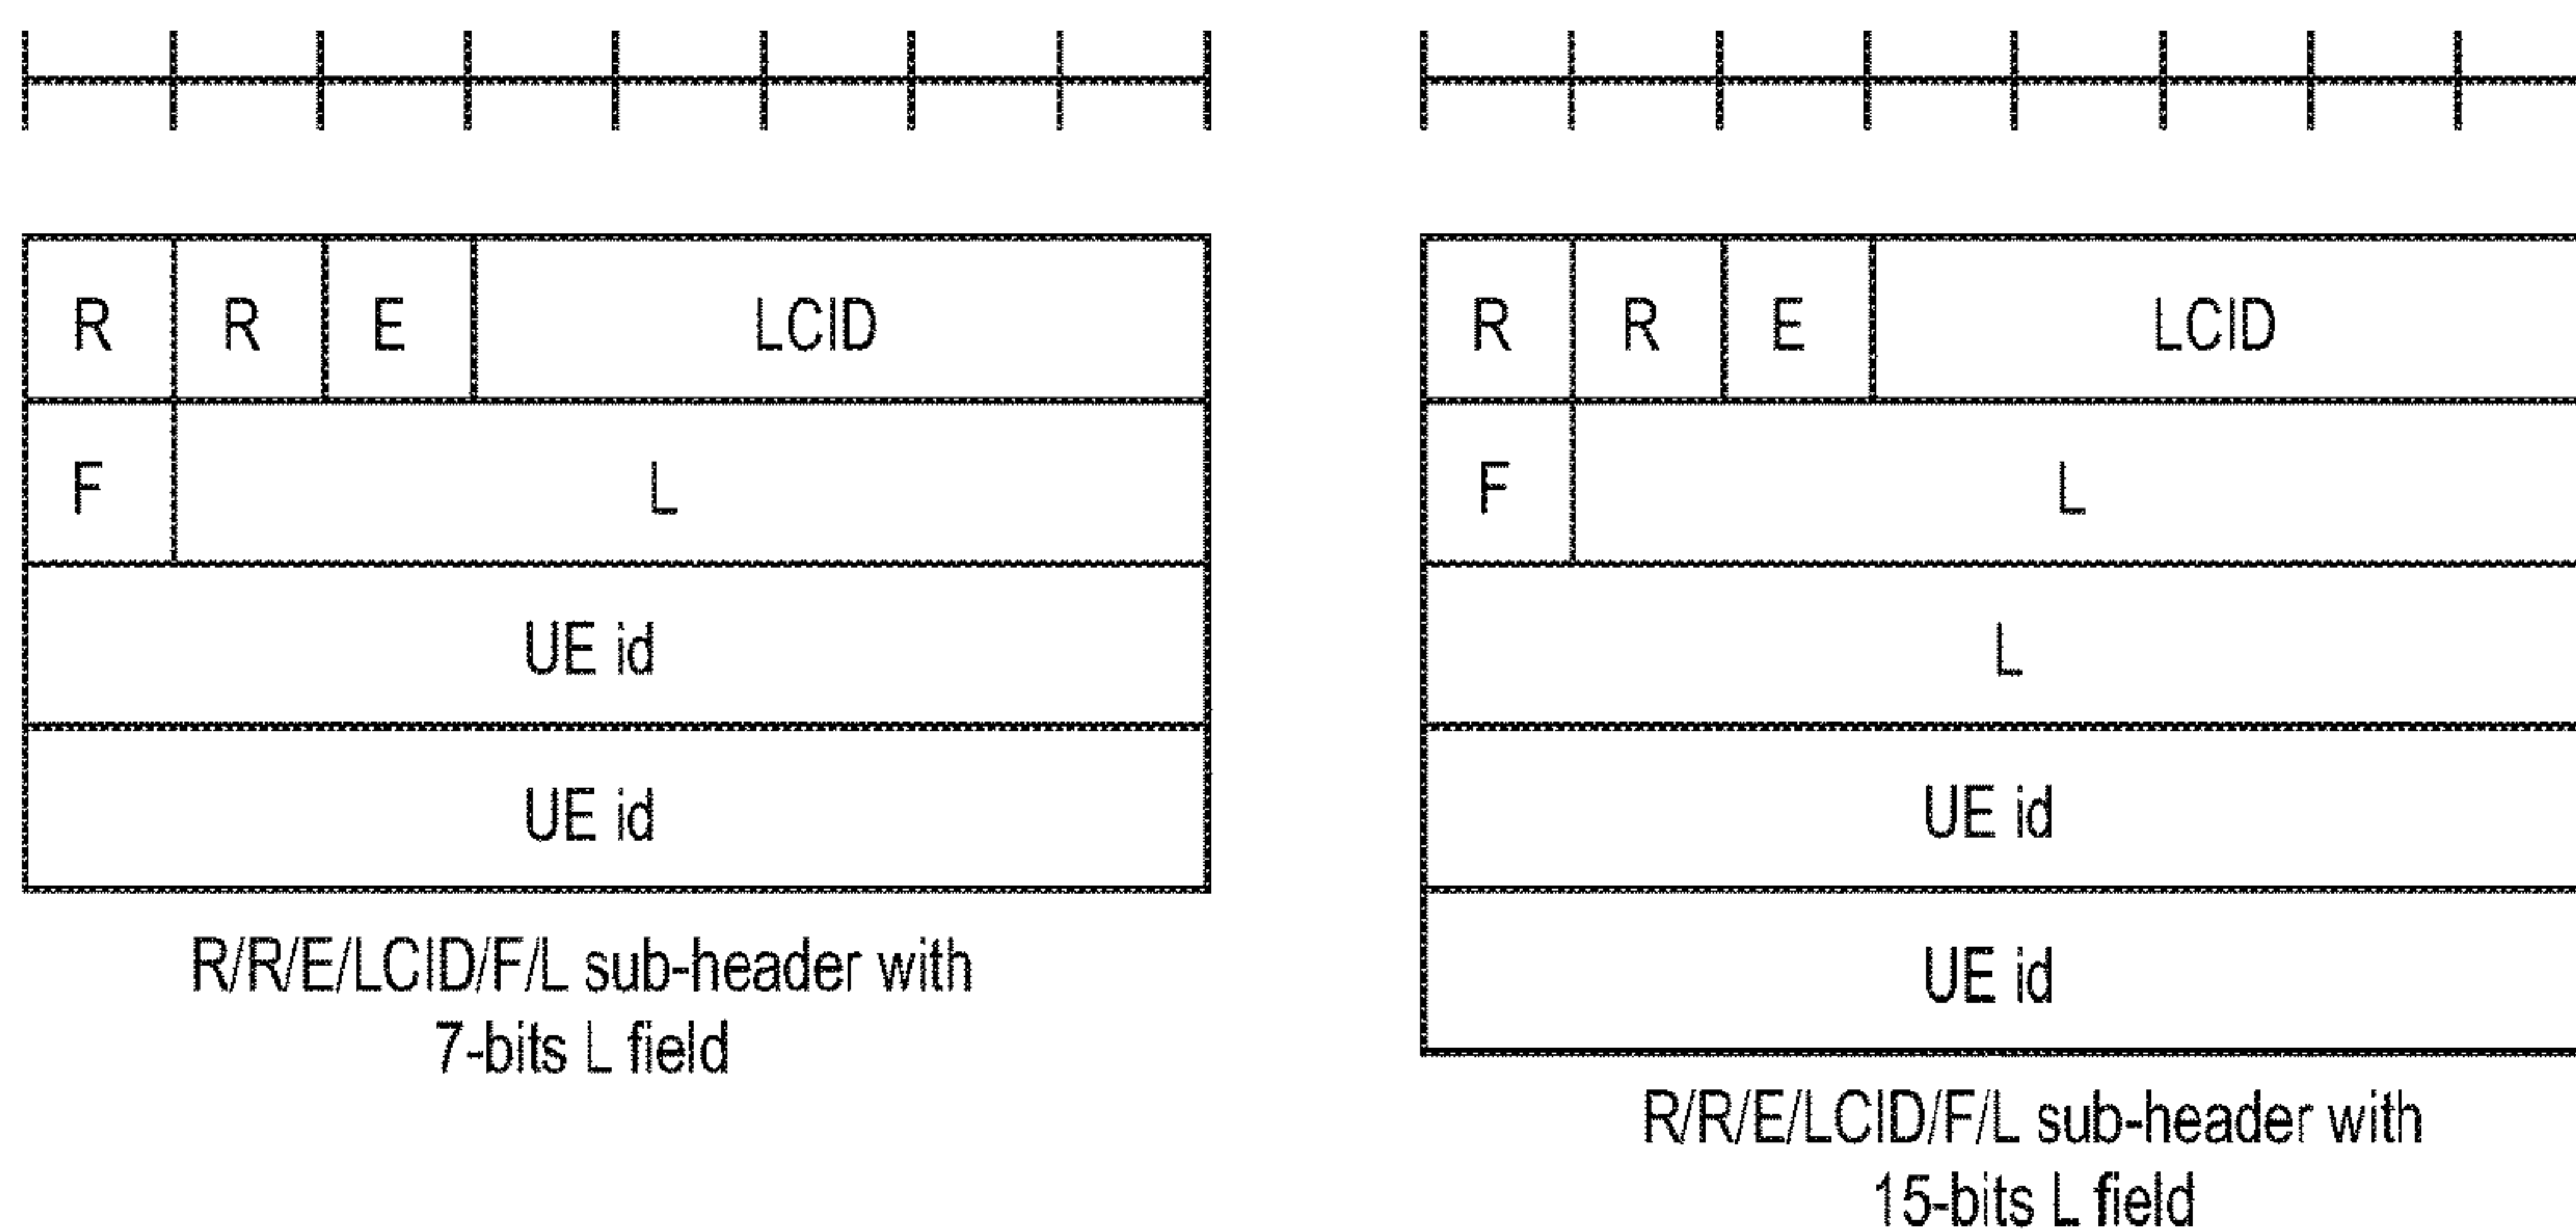 R R E LCID
F L
UE id
UE id
R/R/E/LCID/F/L sub-header with
7-bits L field
R R E LCID
F L
L
UE id
UE id
R/R/E/LCID/F/L sub-header with
15-bits L field